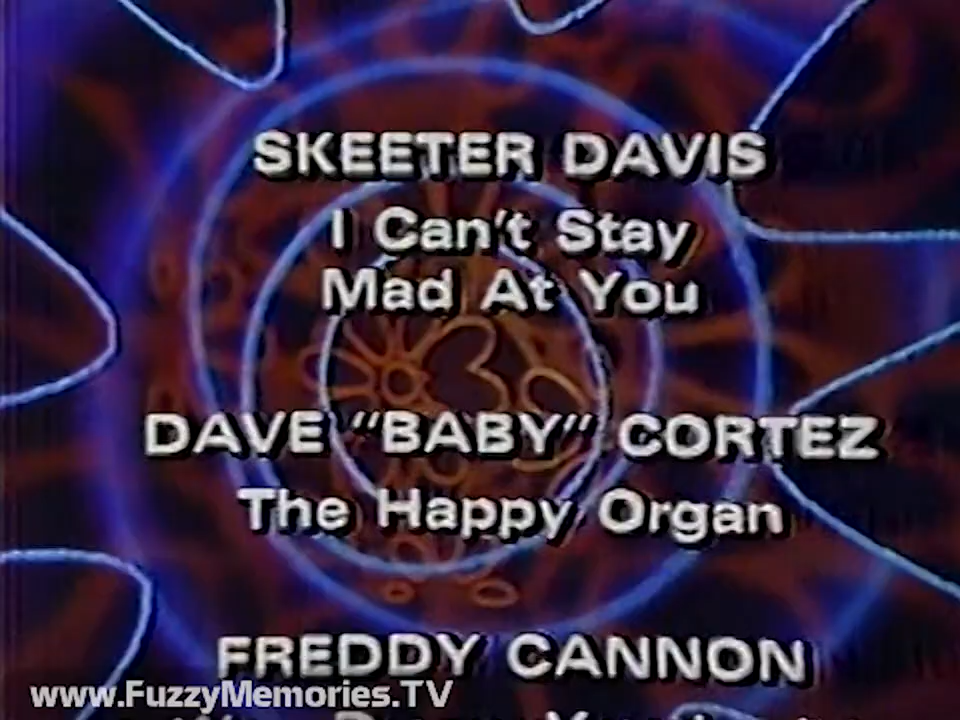 SKEETER DAVIS
I Can't Stay
Mad At You
DAVE "BABY" CORTEZ
The Happy Organ
FREDDY CANNON
www.FuzzyMemories.TV